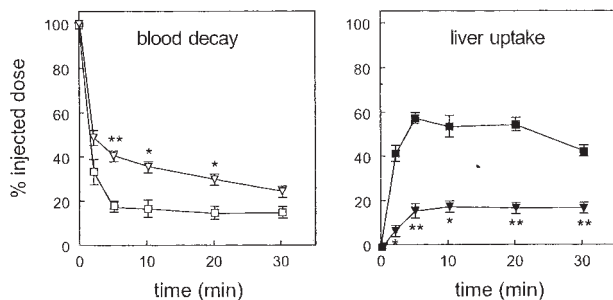 blood decay
% injected dose
100
80
60
40
20
0
** * *
0 10 20 30
time (min)
liver uptake
100
80
60
40
20
0
* ** * ** **
0 10 20 30
time (min)